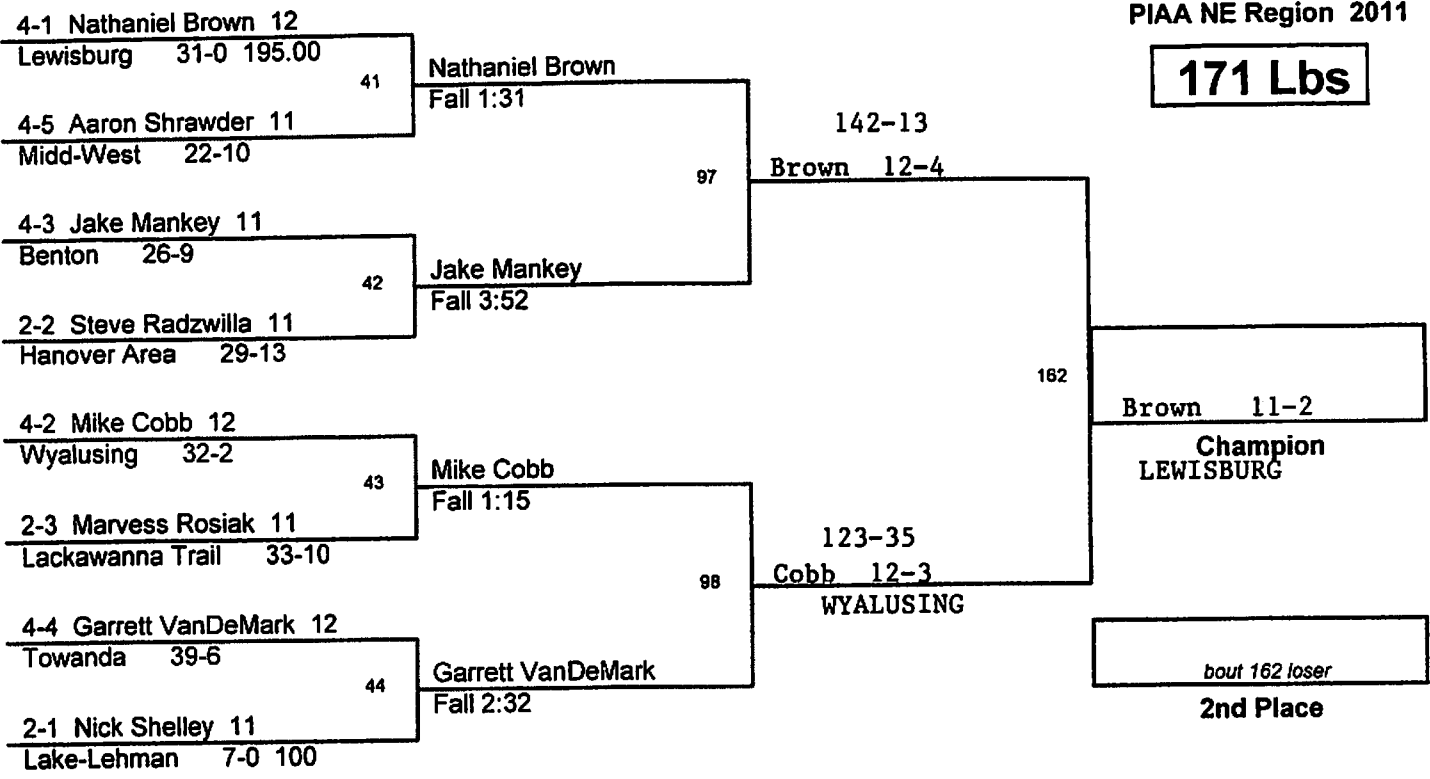 PIAA NE Region 2011
171 Lbs
4-1 Nathaniel Brown 12
Lewisburg 31-0 195.00
41
4-5 Aaron Shrawder 11
Midd-West 22-10
Nathaniel Brown
Fall 1:31
4-3 Jake Mankey 11
Benton 26-9
42
2-2 Steve Radzwilla 11
Hanover Area 29-13
Jake Mankey
Fall 3:52
97
142-13
Brown 12-4
4-2 Mike Cobb 12
Wyalusing 32-2
43
2-3 Marvess Rosiak 11
Lackawanna Trail 33-10
Mike Cobb
Fall 1:15
4-4 Garrett VanDeMark 12
Towanda 39-6
44
2-1 Nick Shelley 11
Lake-Lehman 7-0 100
Garrett VanDeMark
Fall 2:32
98
123-35
Cobb 12-3
WYALUSING
162
Brown 11-2
Champion
LEWISBURG
bout 162 loser
2nd Place